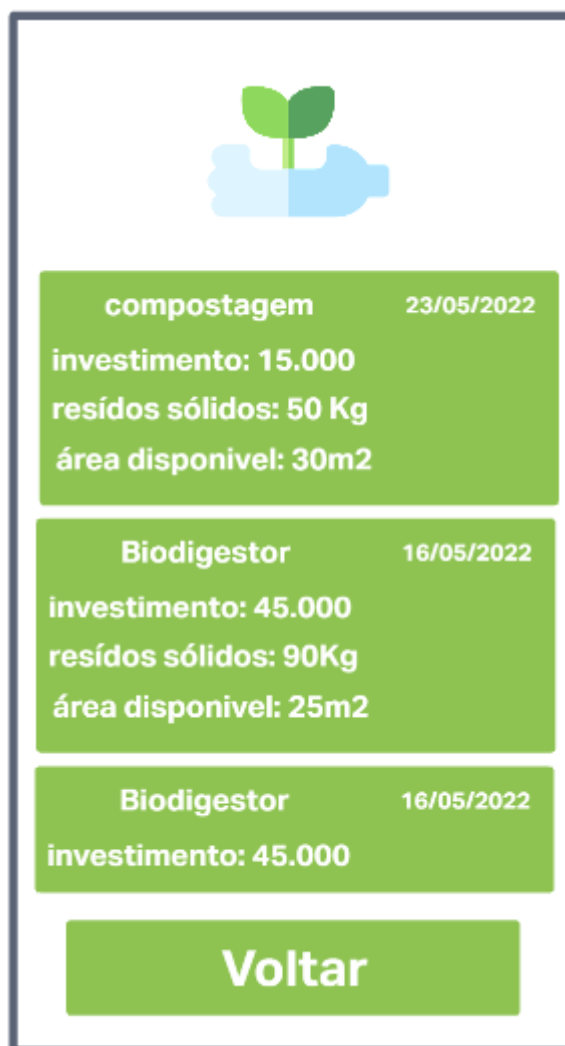 compostagem 23/05/2022
investimento: 15.000
resídos sólidos: 50 Kg
área disponivel: 30m2
Biodigestor 16/05/2022
investimento: 45.000
resídos sólidos: 90Kg
área disponivel: 25m2
Biodigestor 16/05/2022
investimento: 45.000
Voltar